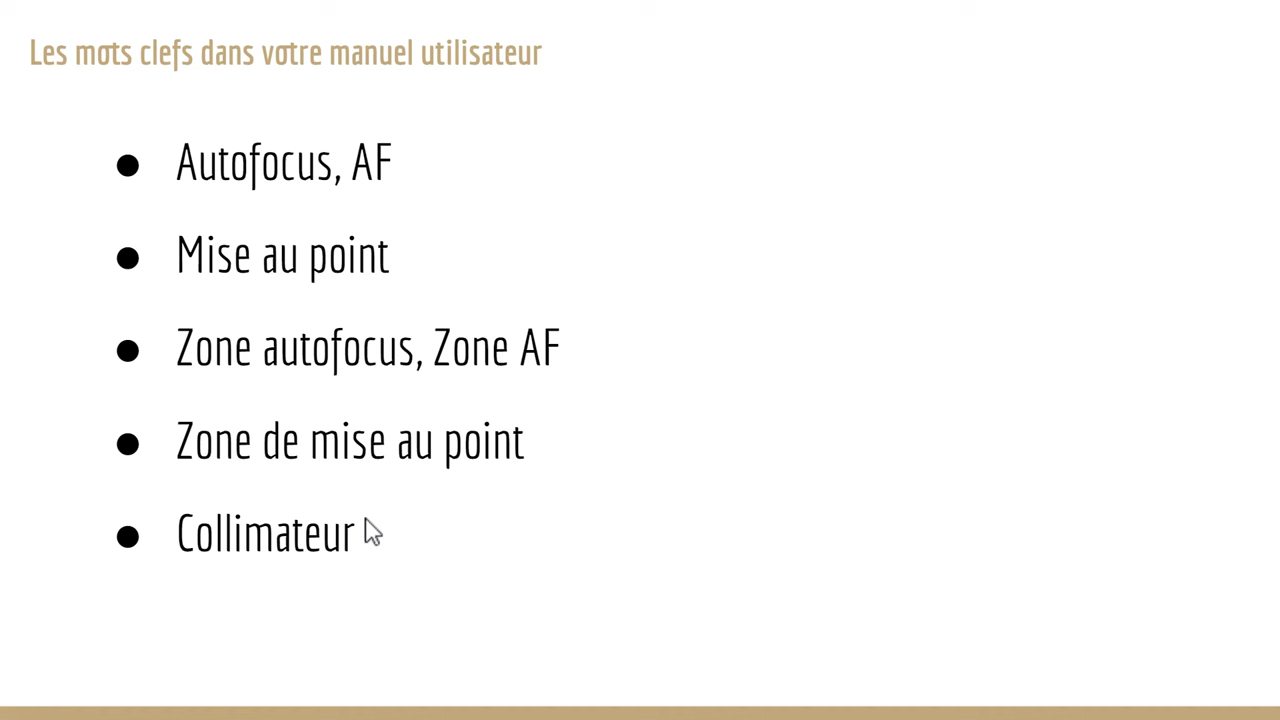 Les mots clefs dans votre manuel utilisateur
● Autofocus, AF
● Mise au point
● Zone autofocus, Zone AF
● Zone de mise au point
● Collimateur